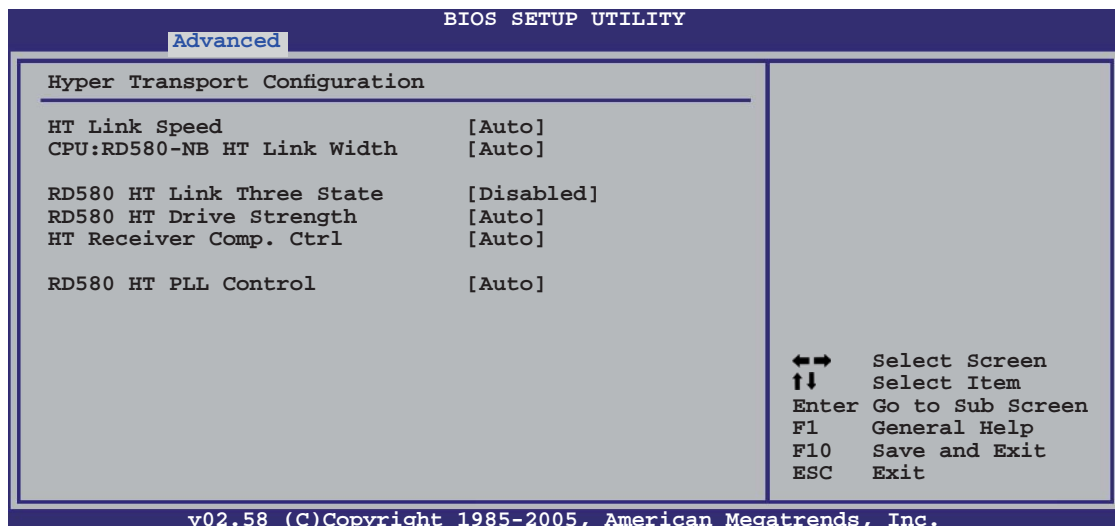 BIOS SETUP UTILITY
Advanced
Hyper Transport Configuration
HT Link Speed [Auto]
CPU:RD580-NB HT Link Width [Auto]
RD580 HT Link Three State [Disabled]
RD580 HT Drive Strength [Auto]
HT Receiver Comp. Ctrl [Auto]
RD580 HT PLL Control [Auto]
←→ Select Screen
↑↓ Select Item
Enter Go to Sub Screen
F1 General Help
F10 Save and Exit
ESC Exit
v02.58 (C)Copyright 1985-2005, American Megatrends, Inc.